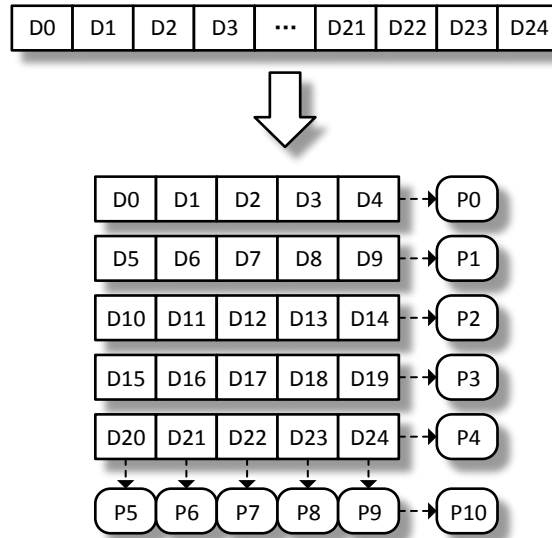 D0 D1 D2 D3 ... D21 D22 D23 D24
D0 D1 D2 D3 D4 P0
D5 D6 D7 D8 D9 P1
D10 D11 D12 D13 D14 P2
D15 D16 D17 D18 D19 P3
D20 D21 D22 D23 D24 P4
P5 P6 P7 P8 P9 P10